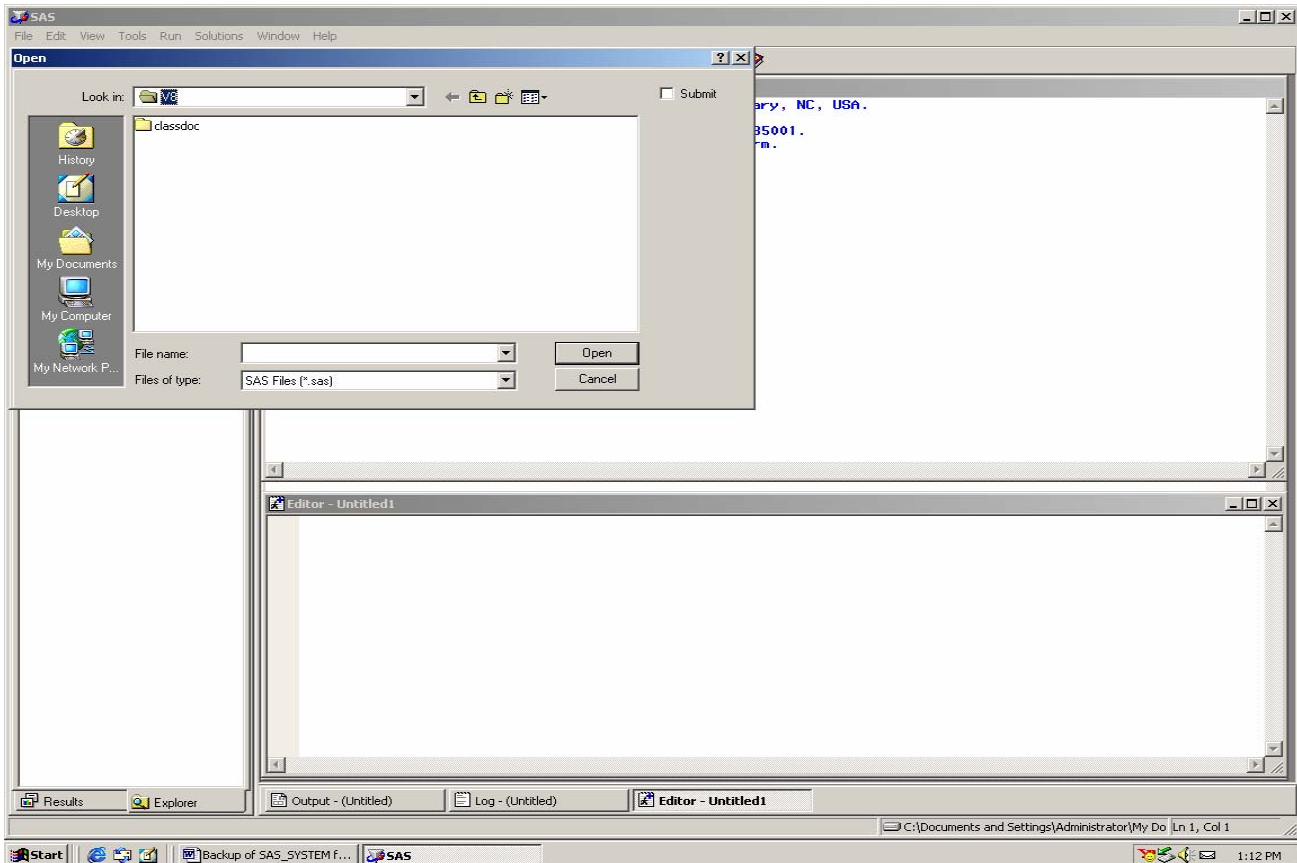 SAS
File Edit View Tools Run Solutions Window Help
Open
Look in: V8
Submit
classdoc
History
Desktop
My Documents
My Computer
My Network P...
File name:
Open
Files of type: SAS Files (*.sas)
Cancel
ary, NC, USA.
35001.
rm.
Editor - Untitled1
Results
Explorer
Output - (Untitled)
Log - (Untitled)
Editor - Untitled1
C:\Documents and Settings\Administrator\My Do
Ln 1, Col 1
Start
Backup of SAS_SYSTEM f...
SAS
1:12 PM